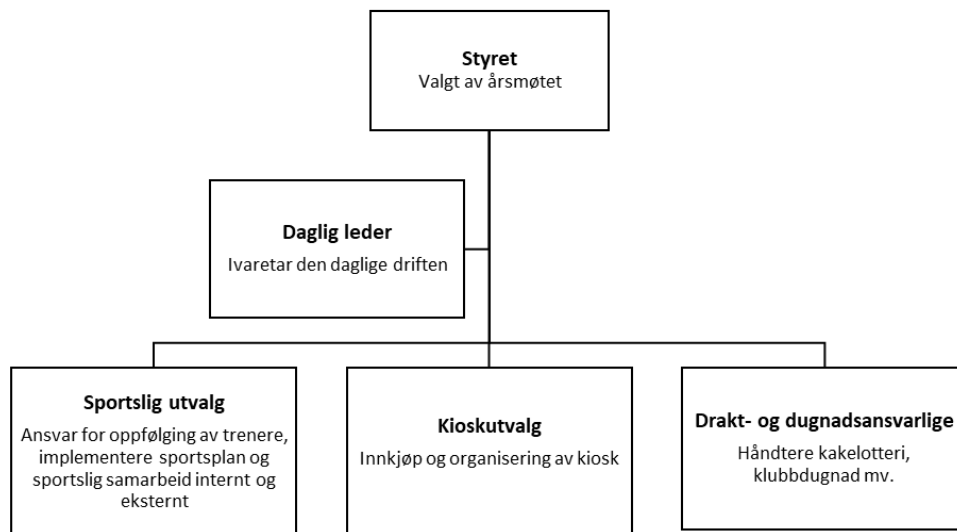 Styret
Valgt av årsmøtet
Daglig leder
Ivaretar den daglige driften
Sportslig utvalg
Ansvar for oppfølging av trenere,
implementere sportsplan og
sportslig samarbeid internt og
eksternt
Kioskutvalg
Innkjøp og organisering av kiosk
Drakt- og dugnadsansvarlige
Håndtere kakelotteri,
klubbdugnad mv.